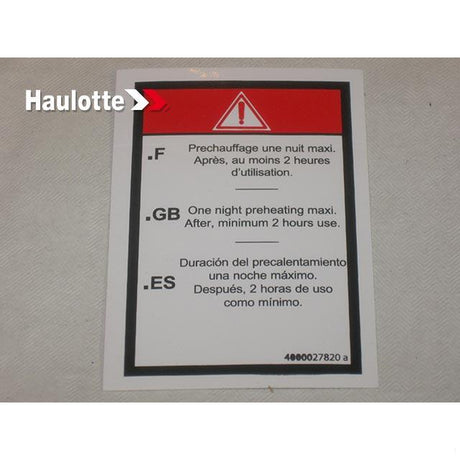 Haulotte
.F
Prechauffage une nuit maxi.
Après, au moins 2 heures
d'utilisation.
.GB
One night preheating maxi.
After, minimum 2 hours use.
.ES
Duración del precalentamiento
una noche máximo.
Después, 2 horas de uso
como mínimo.
4000027820 a